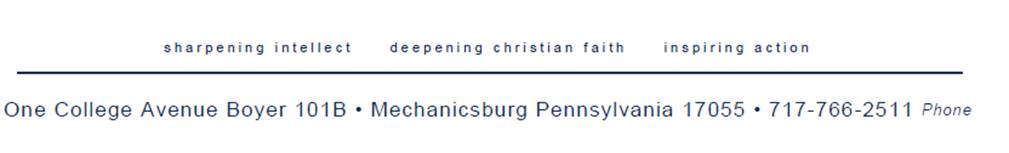 sharpening intellect deepening christian faith inspiring action
One College Avenue Boyer 101B • Mechanicsburg Pennsylvania 17055 • 717-766-2511 Phone